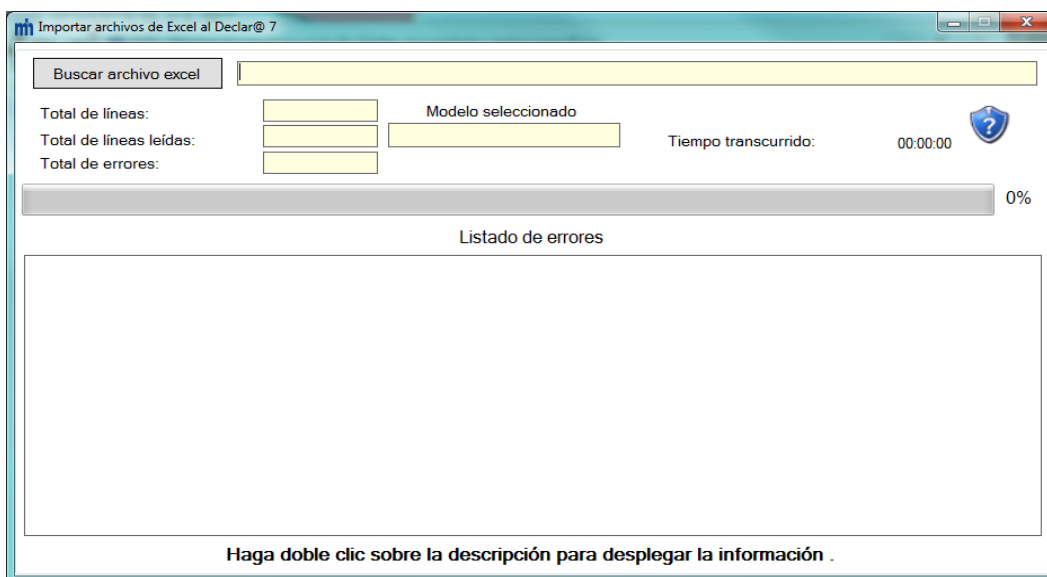 mh Importar archivos de Excel al Declar@ 7
Buscar archivo excel
Total de líneas:
Modelo seleccionado
Total de líneas leídas:
Tiempo transcurrido: 00:00:00
Total de errores:
0%
Listado de errores
Haga doble clic sobre la descripción para desplegar la información .